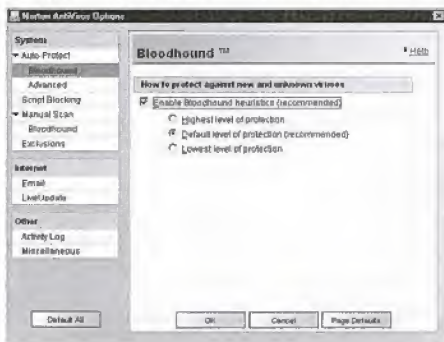 Norton AntiVirus Options
System
Auto-Protect
Bloodhound
Advanced
Script Blocking
Manual Scan
Bloodhound
Exclusions
Internet
Email
LiveUpdate
Other
Activity Log
Miscellaneous
Default All
Bloodhound ™
Help
How to protect against new and unknown viruses
Enable Bloodhound heuristics (recommended)
Highest level of protection
Default level of protection (recommended)
Lowest level of protection
OK
Cancel
Page Defaults